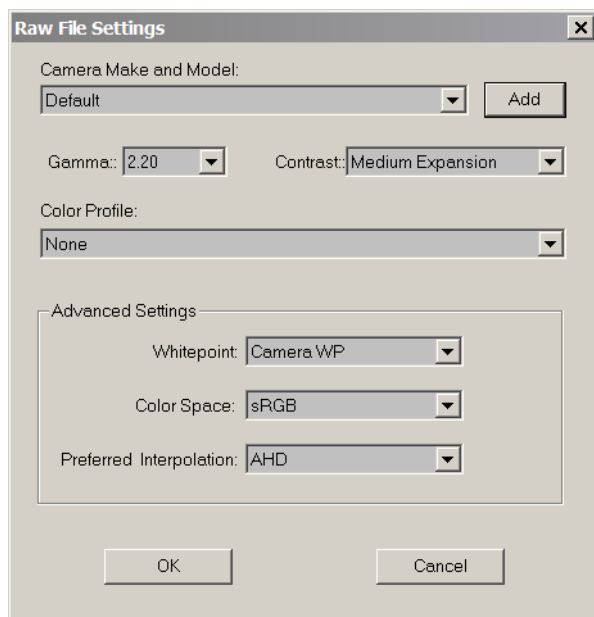 Raw File Settings
Camera Make and Model:
Default
Add
Gamma:: 2.20 Contrast:: Medium Expansion
Color Profile:
None
Advanced Settings
Whitepoint: Camera WP
Color Space: sRGB
Preferred Interpolation: AHD
OK Cancel